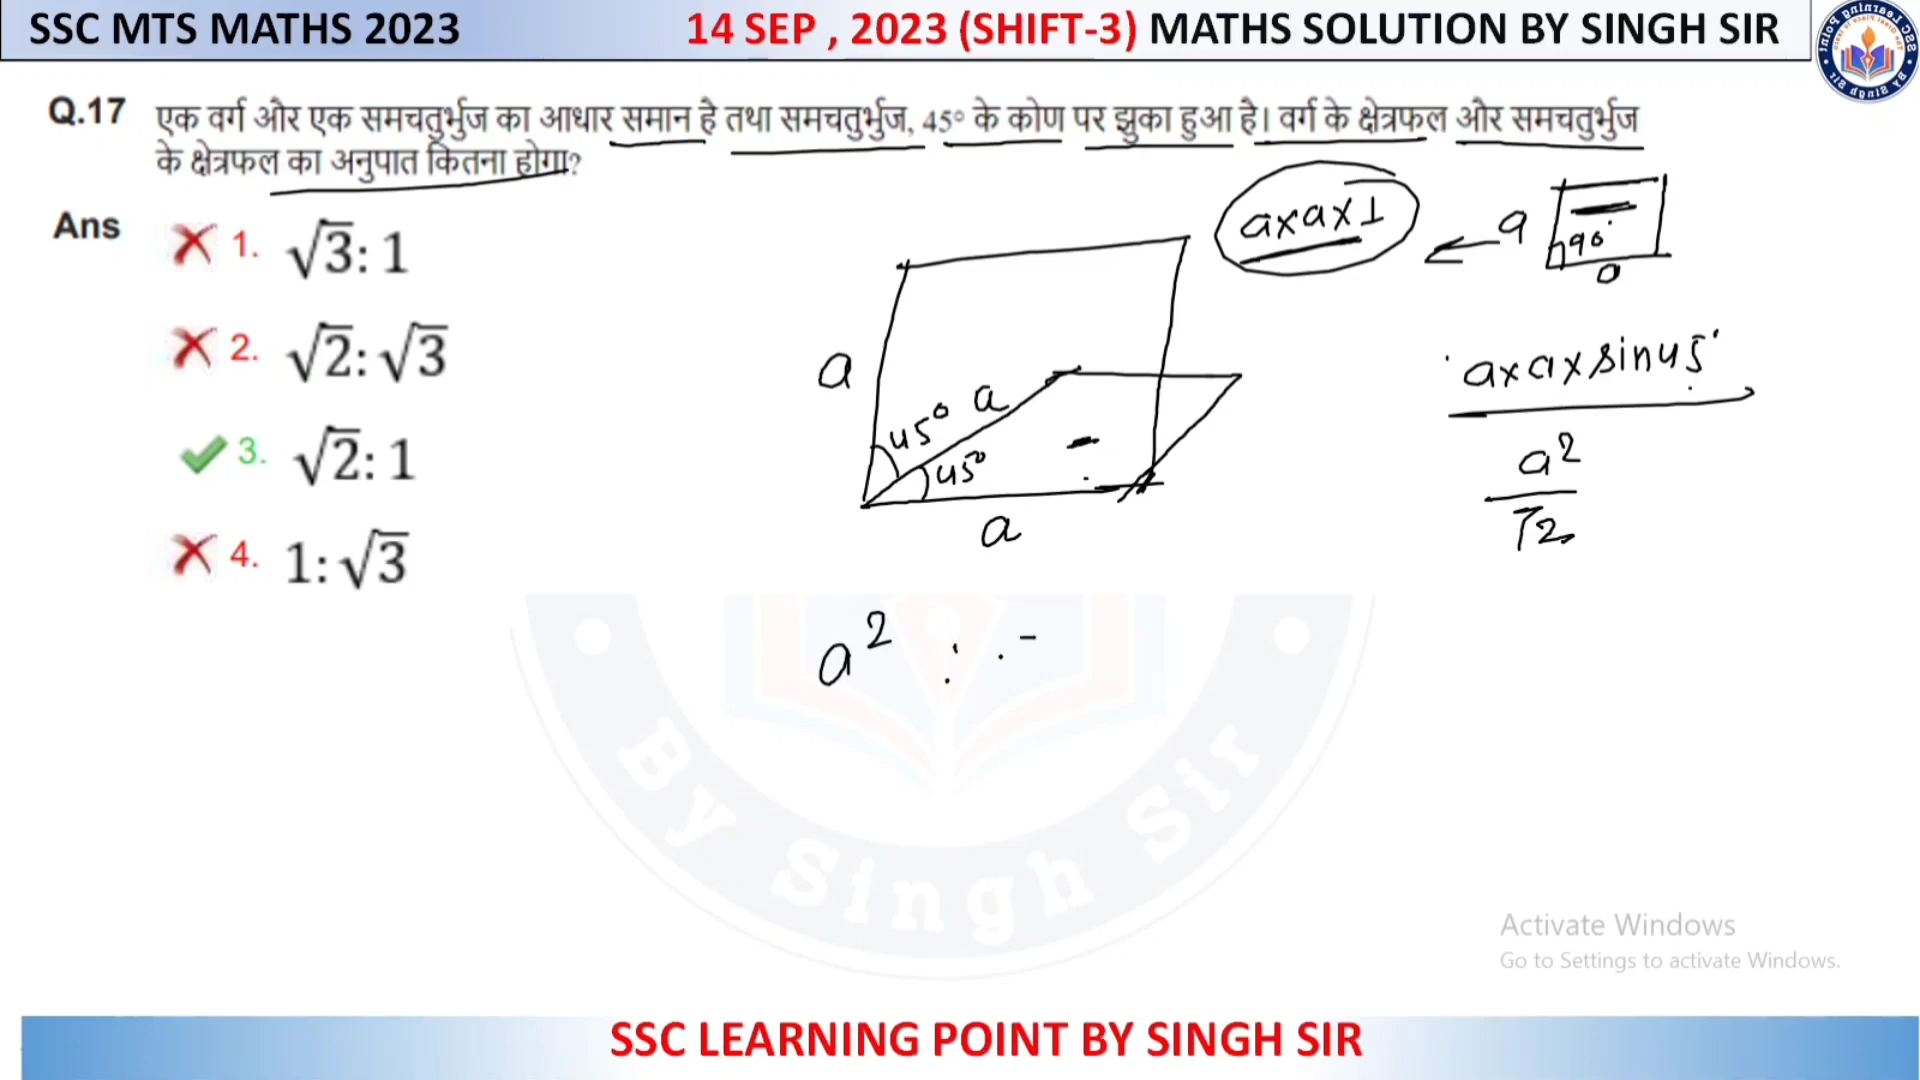 SSC MTS MATHS 2023 14 SEP , 2023 (SHIFT-3) MATHS SOLUTION BY SINGH SIR
Q.17 एक वर्ग और एक समचतुर्भुज का आधार समान है तथा समचतुर्भुज, 45° के कोण पर झुका हुआ है। वर्ग के क्षेत्रफल और समचतुर्भुज
के क्षेत्रफल का अनुपात कितना होगा?
Ans
1. √3: 1
2. √2: √3
3. √2: 1
4. 1: √3
a×a×1
a
90°
a
a
45°
a
45°
a
a×a×sin45°
a²
√2
a² :
By Singh Sir
Activate Windows
Go to Settings to activate Windows.
SSC LEARNING POINT BY SINGH SIR